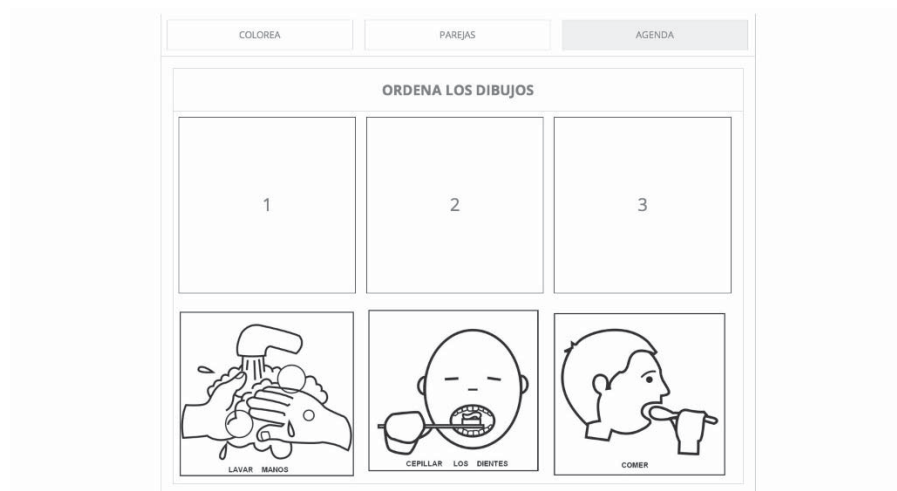 COLOREA PAREJAS AGENDA
ORDENA LOS DIBUJOS
1 2 3
LAVAR MANOS CEPILLAR LOS DIENTES COMER